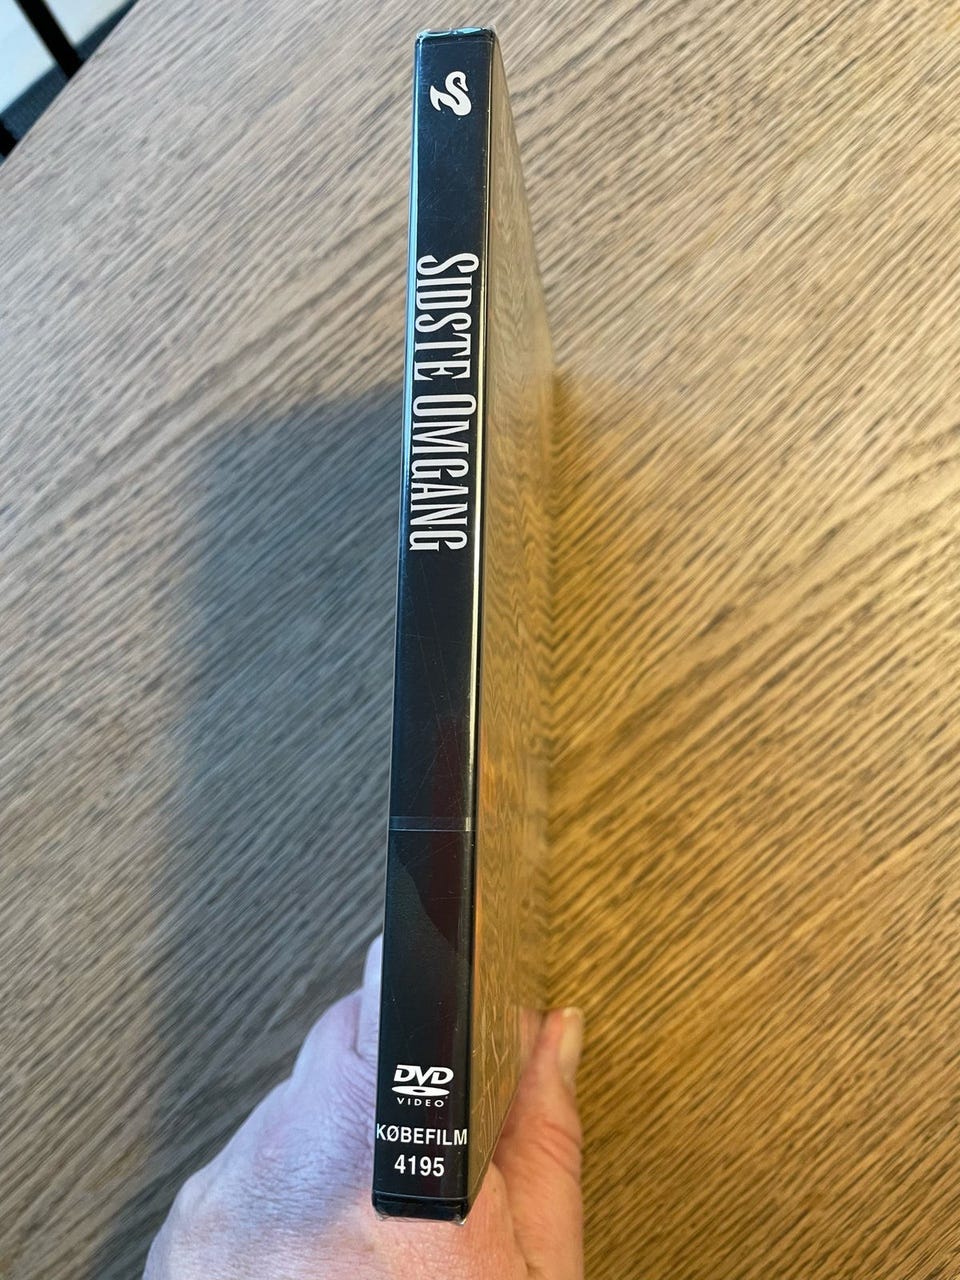 SIDSTE OMGANG
DVD
VIDEO
KØBEFILM
4195